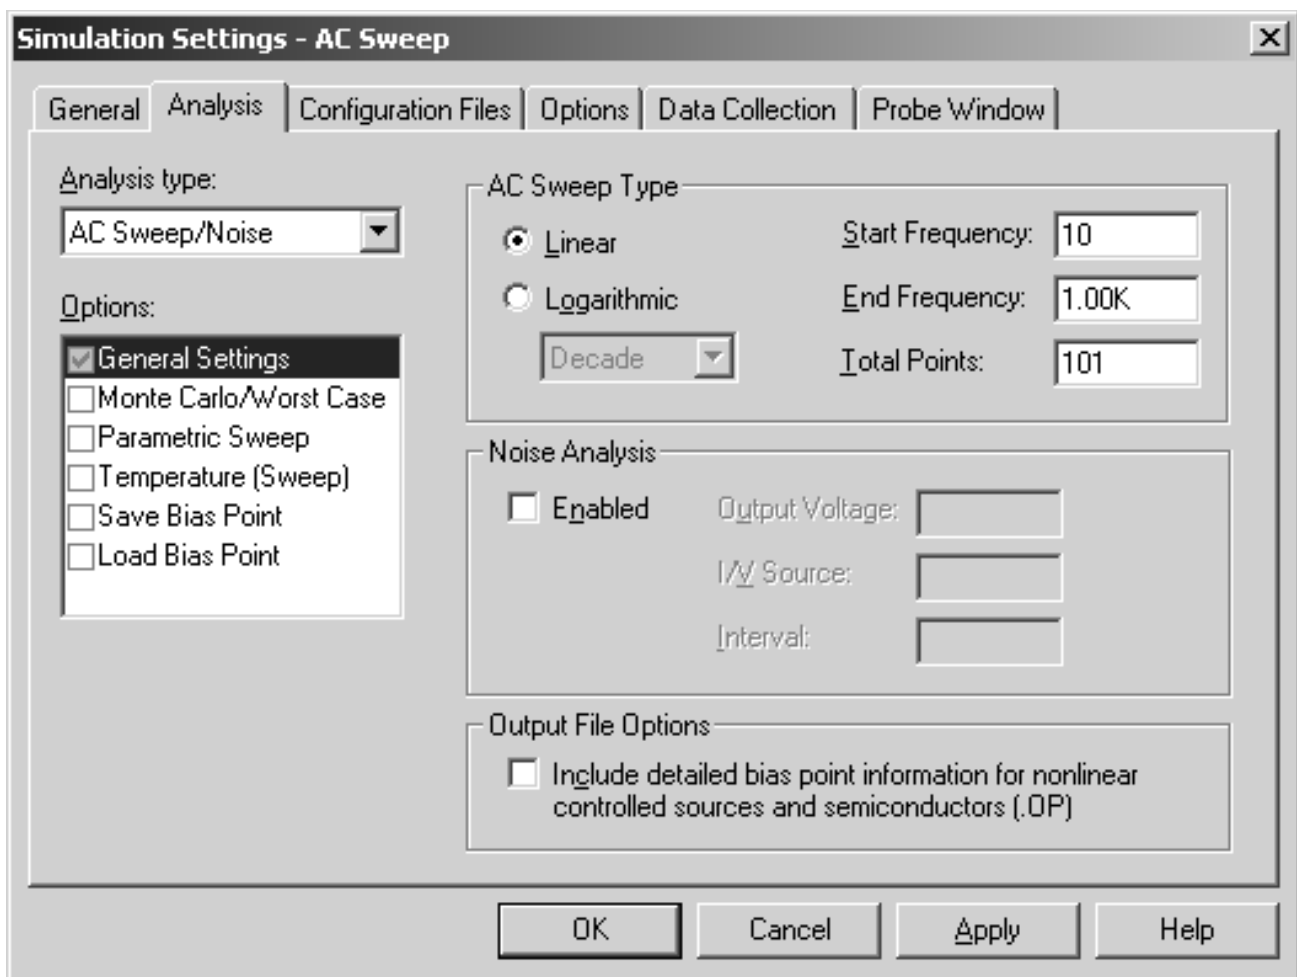 Simulation Settings - AC Sweep
General Analysis Configuration Files Options Data Collection Probe Window
Analysis type:
AC Sweep/Noise
Options:
General Settings
Monte Carlo/Worst Case
Parametric Sweep
Temperature (Sweep)
Save Bias Point
Load Bias Point
AC Sweep Type
Linear
Logarithmic
Decade
Start Frequency: 10
End Frequency: 1.00K
Total Points: 101
Noise Analysis
Enabled
Output Voltage:
I/V Source:
Interval:
Output File Options
Include detailed bias point information for nonlinear
controlled sources and semiconductors (.OP)
OK Cancel Apply Help